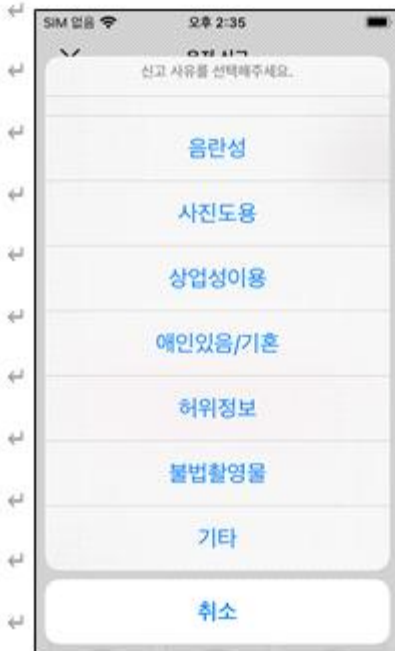 SIM 없음 오후 2:35
신고 사유를 선택해주세요.
음란성
사진도용
상업성이용
애인있음/기혼
허위정보
불법촬영물
기타
취소